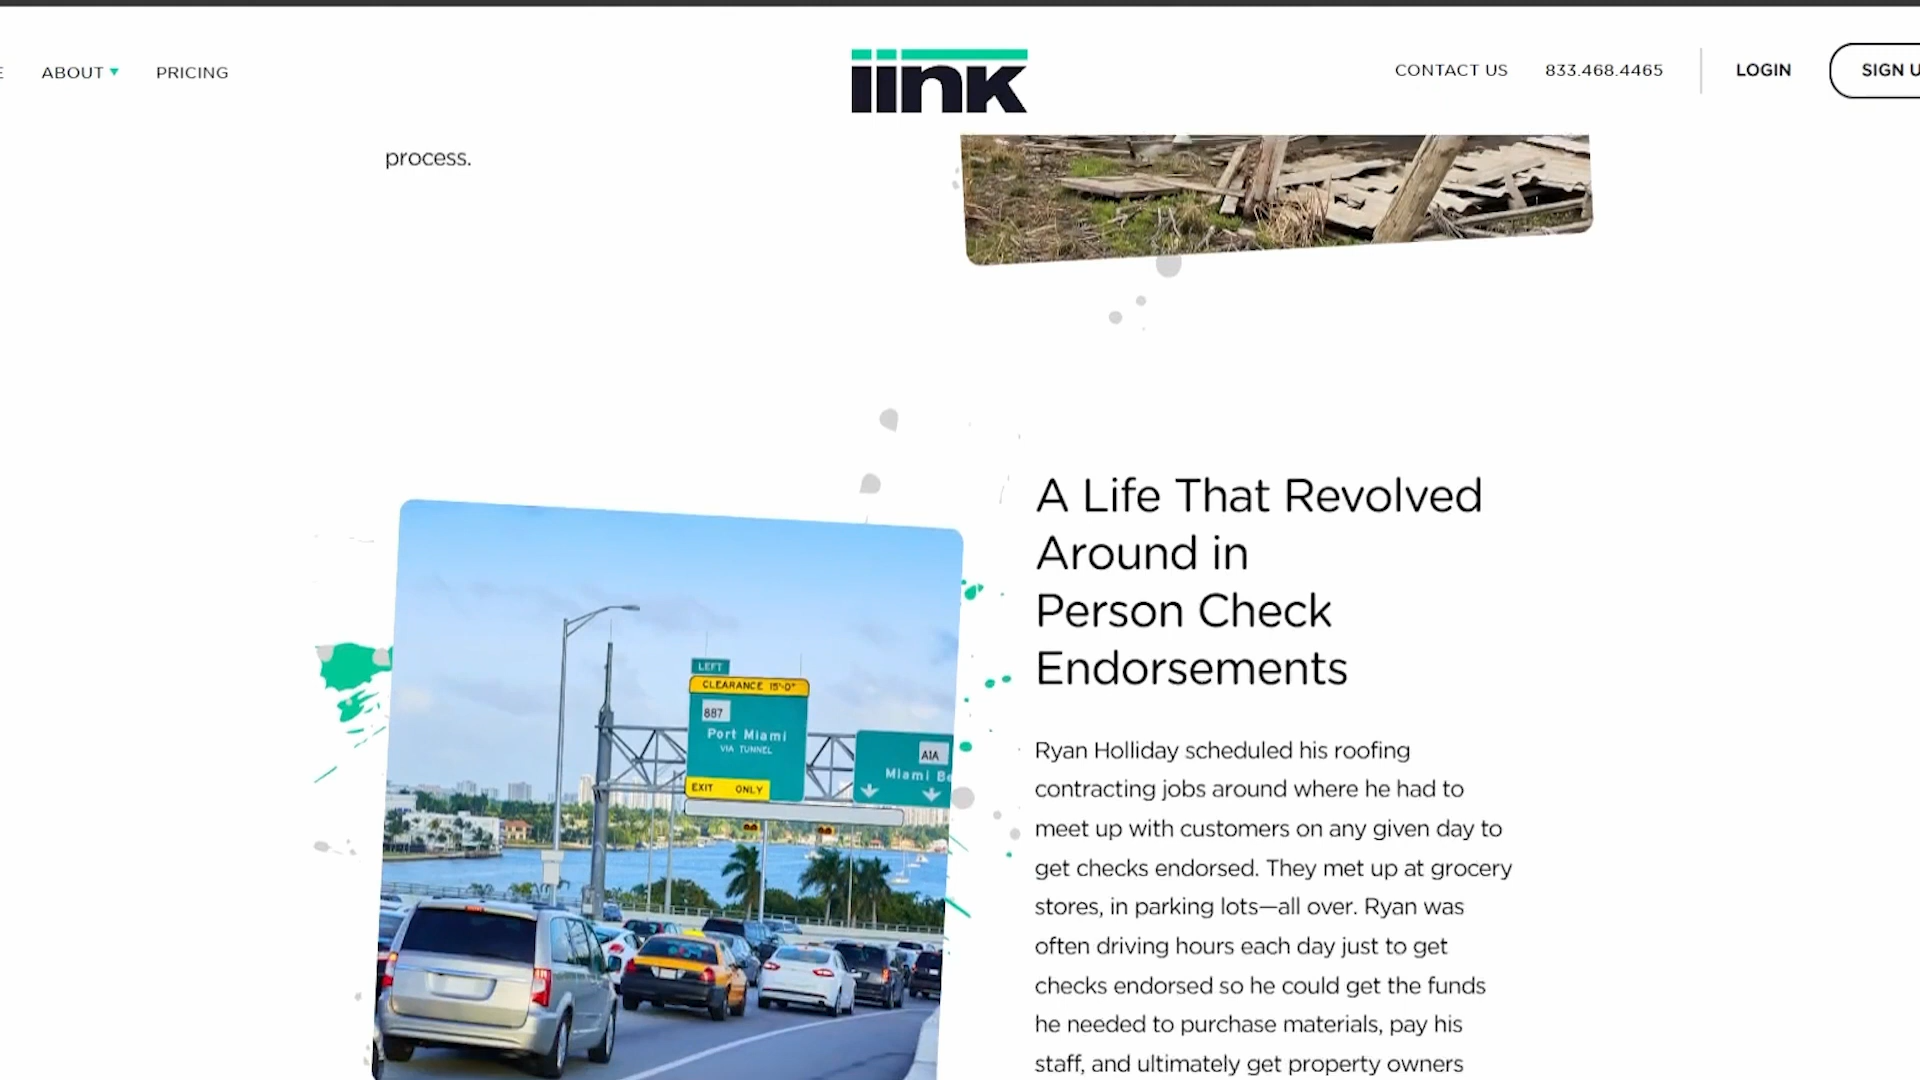 ABOUT
PRICING
iink
CONTACT US
833.468.4465
LOGIN
SIGN U
process.
A Life That Revolved
Around in
Person Check
Endorsements
Ryan Holliday scheduled his roofing
contracting jobs around where he had to
meet up with customers on any given day to
get checks endorsed. They met up at grocery
stores, in parking lots—all over. Ryan was
often driving hours each day just to get
checks endorsed so he could get the funds
he needed to purchase materials, pay his
staff, and ultimately get property owners
LEFT
CLEARANCE 15'-0"
887
Port Miami
VIA TUNNEL
EXIT ONLY
A1A
Miami Be